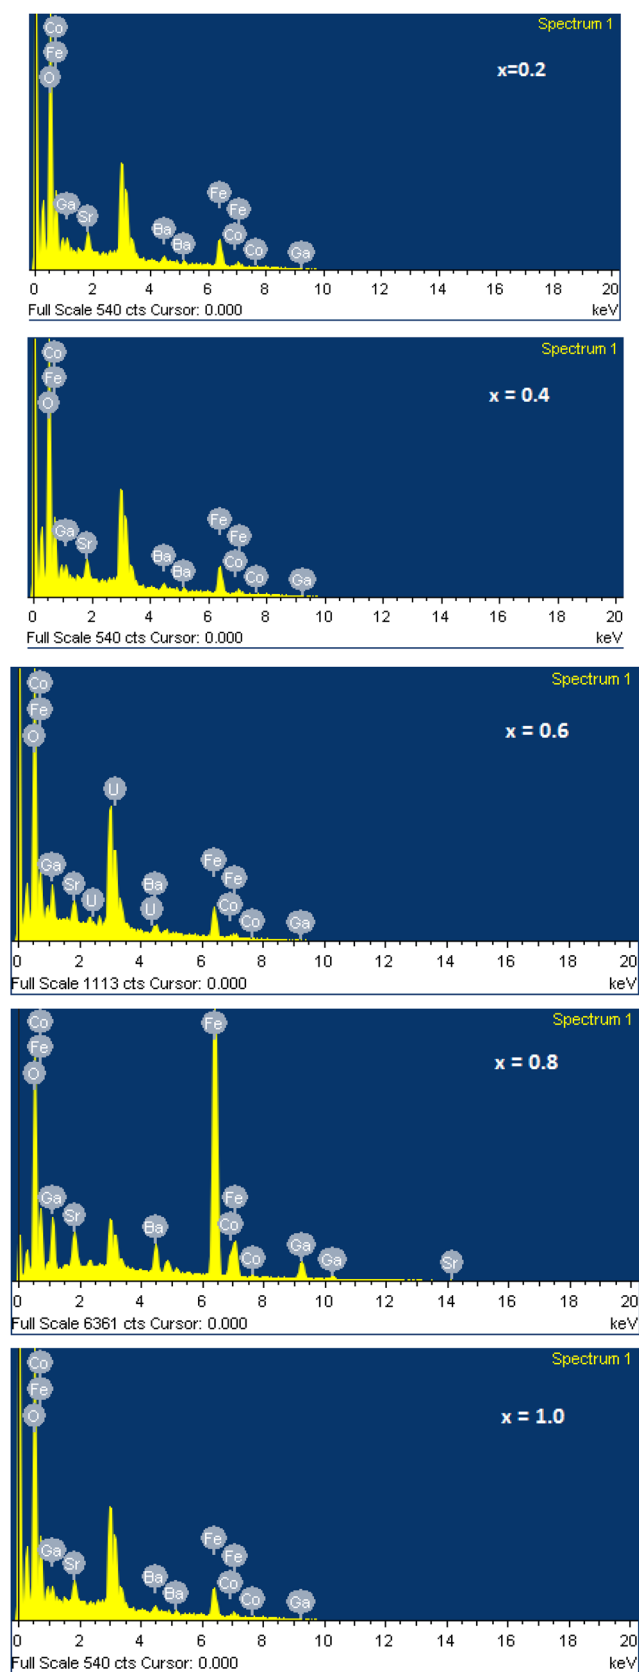 Spectrum 1
x=0.2
Co
Fe
O
Ga
Sr
Ba
Ba
Fe
Fe
Co
Co
Ga
0 2 4 6 8 10 12 14 16 18 20
Full Scale 540 cts Cursor: 0.000 keV
Spectrum 1
x = 0.4
Co
Fe
O
Ga
Sr
Ba
Ba
Fe
Fe
Co
Co
Ga
0 2 4 6 8 10 12 14 16 18 20
Full Scale 540 cts Cursor: 0.000 keV
Spectrum 1
x = 0.6
Co
Fe
O
Ga
Sr
U
U
Ba
U
Fe
Fe
Co
Co
Ga
0 2 4 6 8 10 12 14 16 18 20
Full Scale 1113 cts Cursor: 0.000 keV
Spectrum 1
x = 0.8
Co
Fe
O
Ga
Sr
Ba
Fe
Fe
Co
Co
Ga
Ga
Sr
0 2 4 6 8 10 12 14 16 18 20
Full Scale 6361 cts Cursor: 0.000 keV
Spectrum 1
x = 1.0
Co
Fe
O
Ga
Sr
Ba
Ba
Fe
Fe
Co
Co
Ga
0 2 4 6 8 10 12 14 16 18 20
Full Scale 540 cts Cursor: 0.000 keV